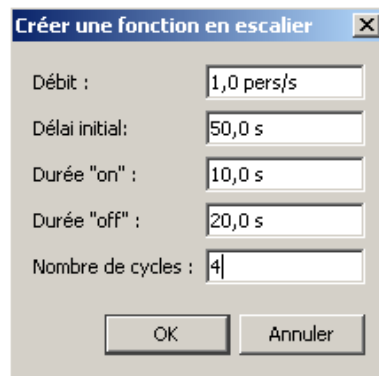 Créer une fonction en escalier
Débit : 1,0 pers/s
Délai initial: 50,0 s
Durée "on" : 10,0 s
Durée "off" : 20,0 s
Nombre de cycles : 4
OK Annuler